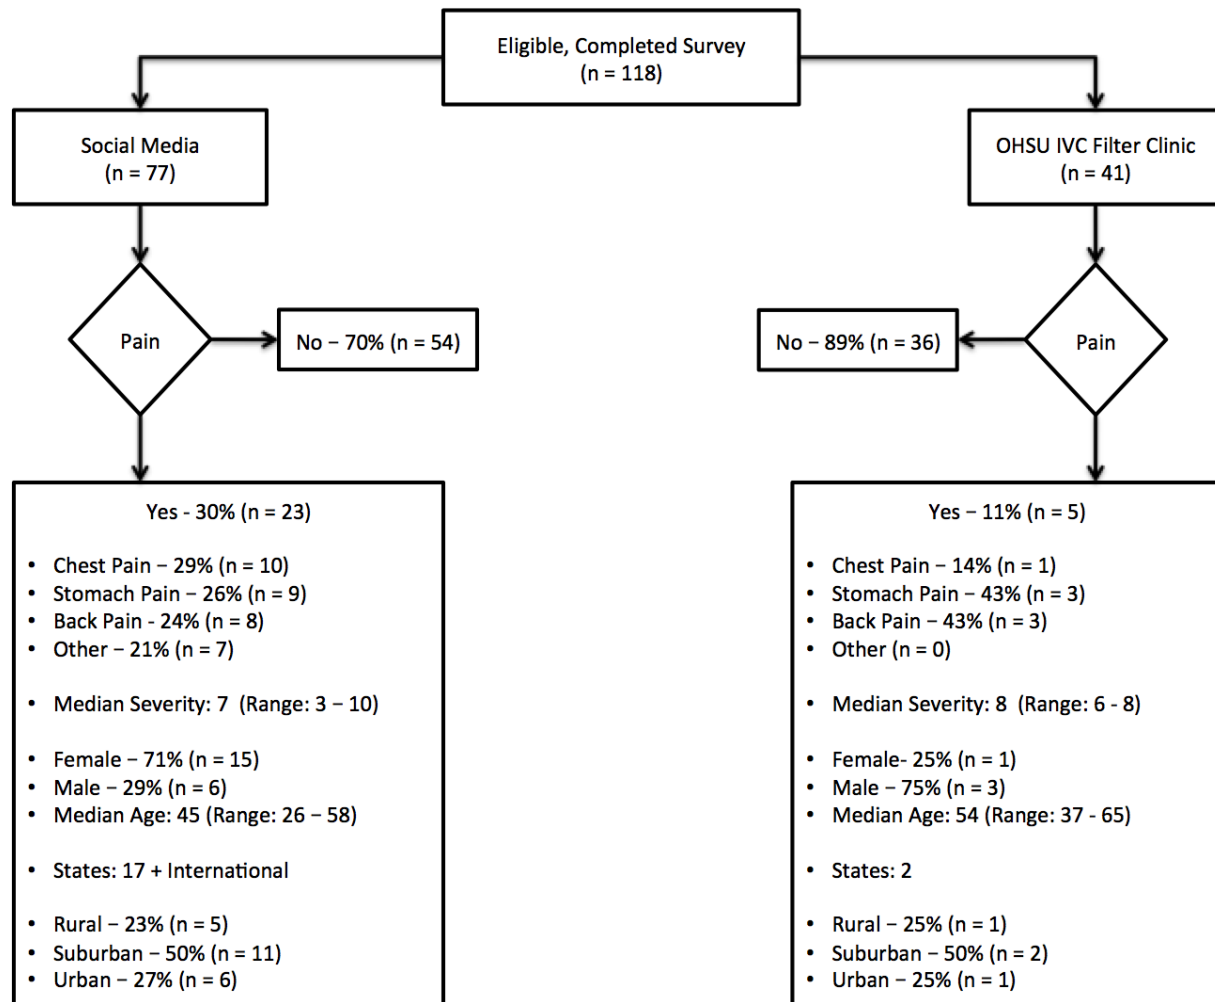 Eligible, Completed Survey
(n = 118)
Social Media
(n = 77)
OHSU IVC Filter Clinic
(n = 41)
Pain
No – 70% (n = 54)
No – 89% (n = 36)
Pain
Yes - 30% (n = 23)
• Chest Pain – 29% (n = 10)
• Stomach Pain – 26% (n = 9)
• Back Pain - 24% (n = 8)
• Other – 21% (n = 7)
• Median Severity: 7 (Range: 3 – 10)
• Female – 71% (n = 15)
• Male – 29% (n = 6)
• Median Age: 45 (Range: 26 – 58)
• States: 17 + International
• Rural – 23% (n = 5)
• Suburban – 50% (n = 11)
• Urban – 27% (n = 6)
Yes – 11% (n = 5)
• Chest Pain – 14% (n = 1)
• Stomach Pain – 43% (n = 3)
• Back Pain – 43% (n = 3)
• Other (n = 0)
• Median Severity: 8 (Range: 6 - 8)
• Female- 25% (n = 1)
• Male – 75% (n = 3)
• Median Age: 54 (Range: 37 - 65)
• States: 2
• Rural – 25% (n = 1)
• Suburban – 50% (n = 2)
• Urban – 25% (n = 1)